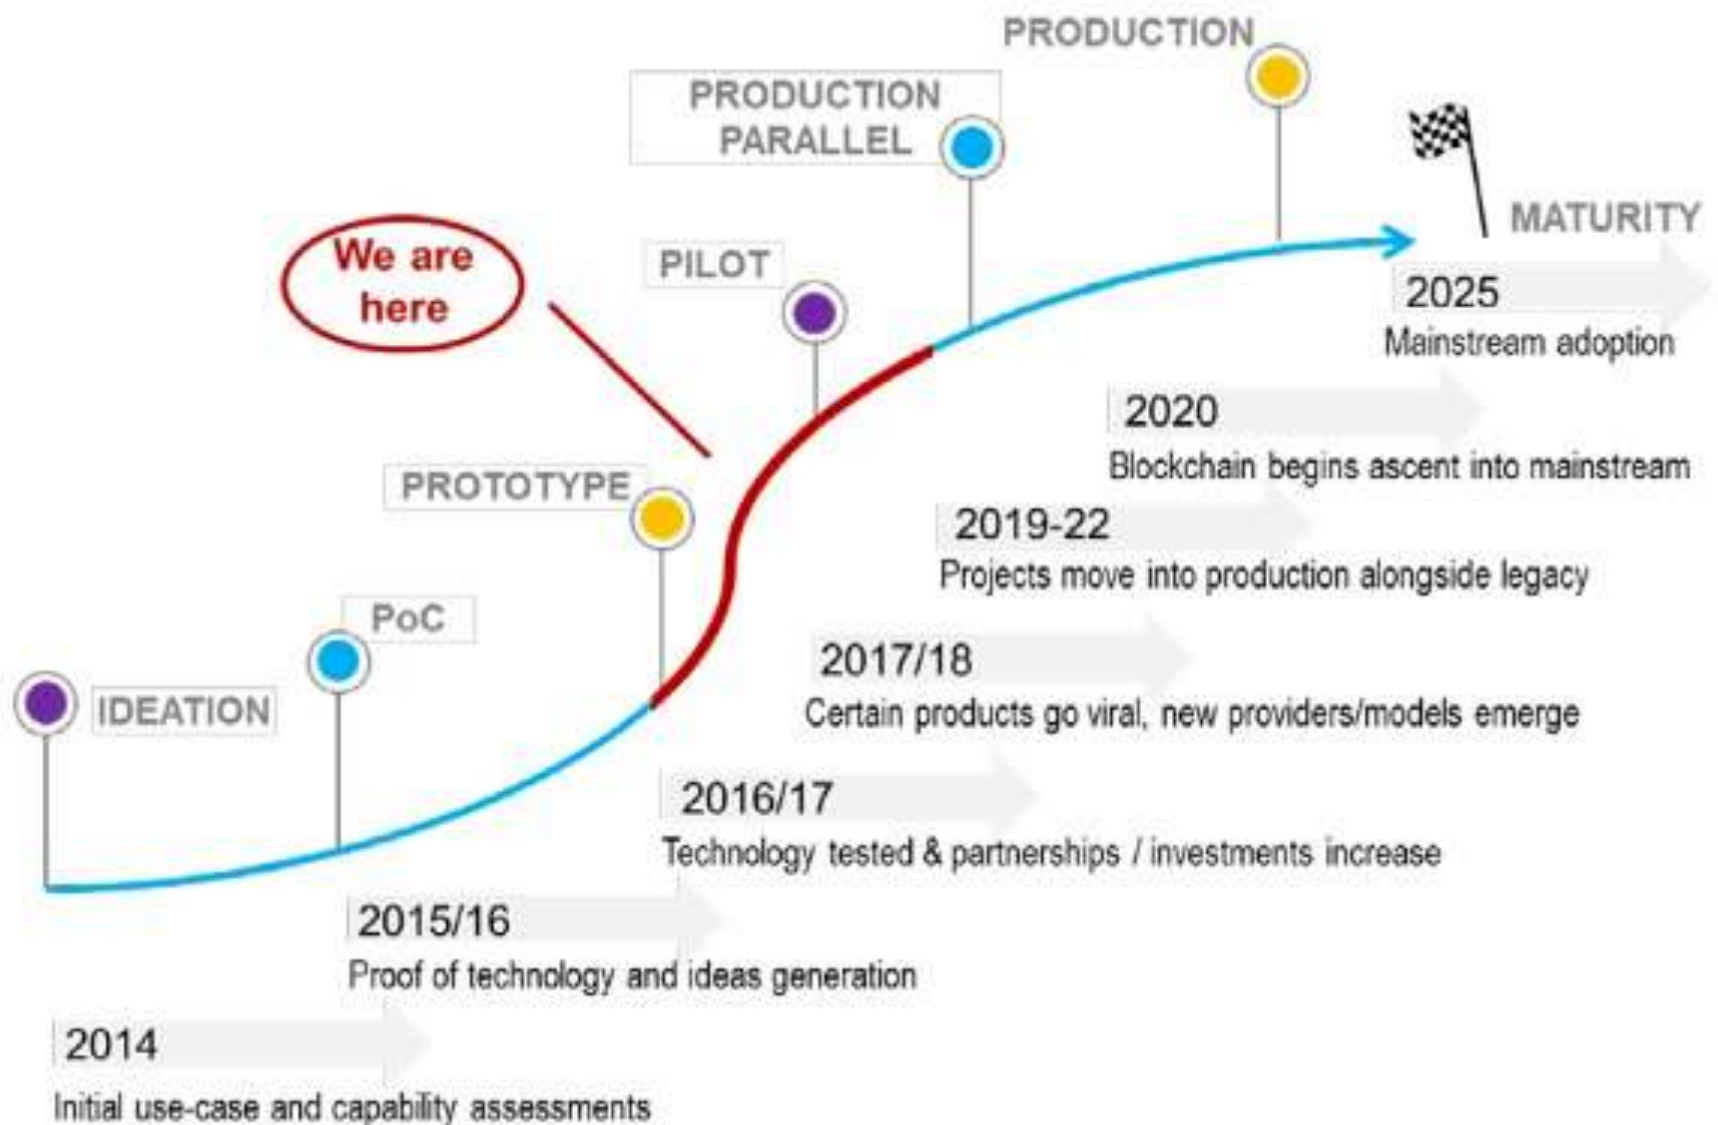 PRODUCTION
PRODUCTION
PARALLEL
MATURITY
We are
here
PILOT
2025
Mainstream adoption
2020
Blockchain begins ascent into mainstream
PROTOTYPE
2019-22
Projects move into production alongside legacy
PoC
2017/18
Certain products go viral, new providers/models emerge
IDEATION
2016/17
Technology tested & partnerships / investments increase
2015/16
Proof of technology and ideas generation
2014
Initial use-case and capability assessments